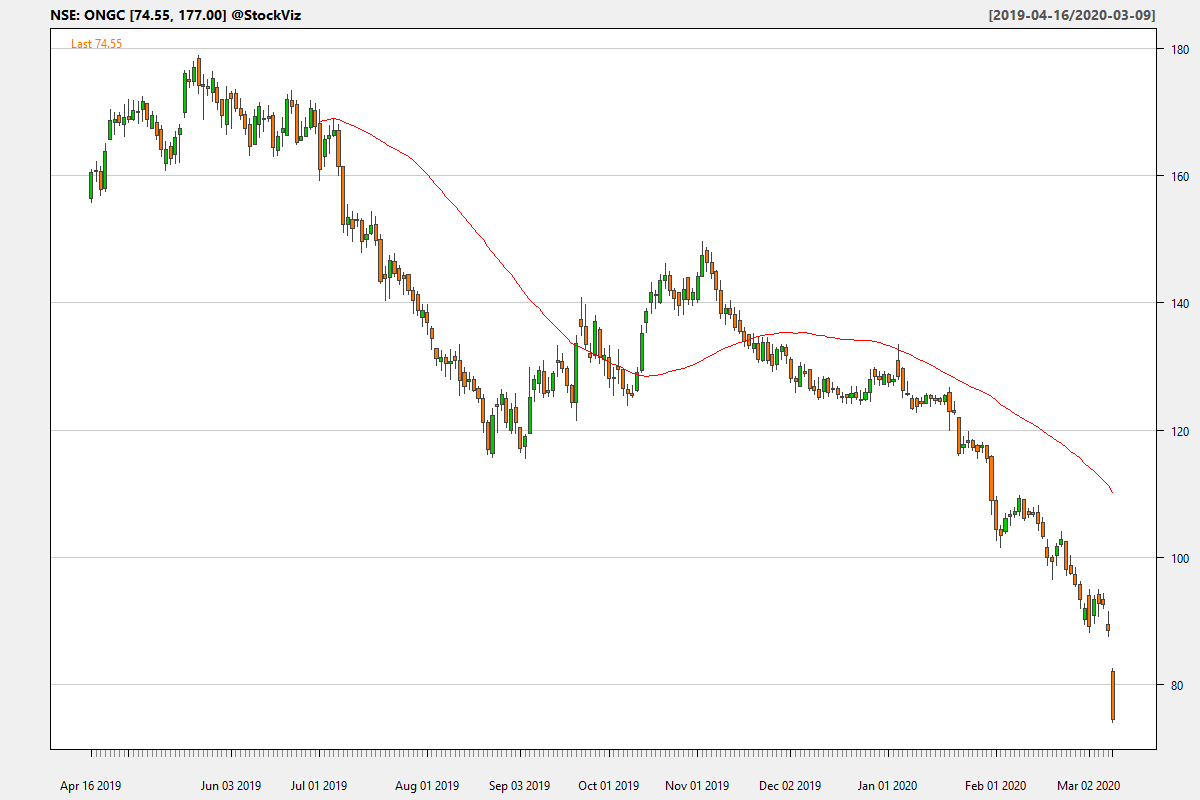 NSE: ONGC [74.55, 177.00] @StockViz [2019-04-16/2020-03-09]
Last 74.55
180
160
140
120
100
80
Apr 16 2019 Jun 03 2019 Jul 01 2019 Aug 01 2019 Sep 03 2019 Oct 01 2019 Nov 01 2019 Dec 02 2019 Jan 01 2020 Feb 01 2020 Mar 02 2020